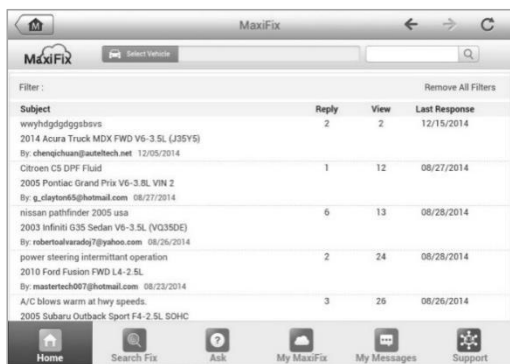 M MaxiFix
MaxiFix Select Vehicle
Filter : Remove All Filters
Subject Reply View Last Response
wwyhdgdgdggsbsvs 2 2 12/15/2014
2014 Acura Truck MDX FWD V6-3.5L (J35Y5)
By: chenqichuan@auteltech.net 12/05/2014
Citroen C5 DPF Fluid 1 12 08/27/2014
2005 Pontiac Grand Prix V6-3.8L VIN 2
By: g_clayton65@hotmail.com 08/27/2014
nissan pathfinder 2005 usa 6 13 08/28/2014
2003 Infiniti G35 Sedan V6-3.5L (VQ35DE)
By: robertoalvaradoj7@yahoo.com 08/26/2014
power steering intermittant operation 2 24 08/28/2014
2010 Ford Fusion FWD L4-2.5L
By: mastertech007@hotmail.com 08/23/2014
A/C blows warm at hwy speeds. 3 26 08/26/2014
2005 Subaru Outback Sport F4-2.5L SOHC
Home Search Fix Ask My MaxiFix My Messages Support